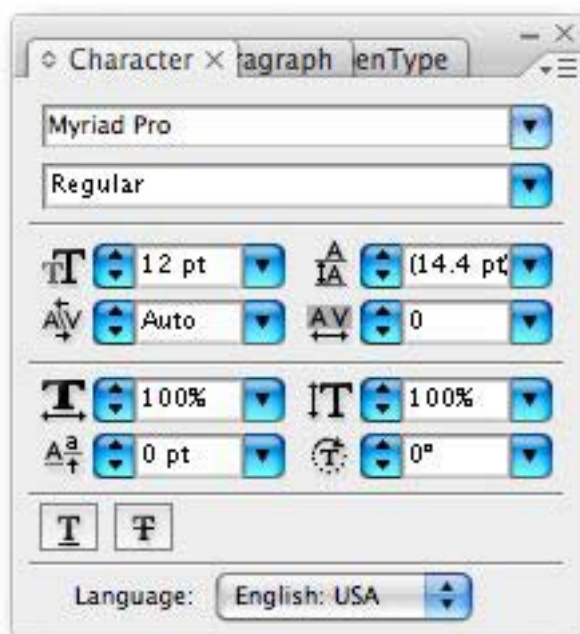 Character ragraph enType
Myriad Pro
Regular
12 pt (14.4 pt
Auto 0
100% 100%
0 pt 0°
Language: English: USA